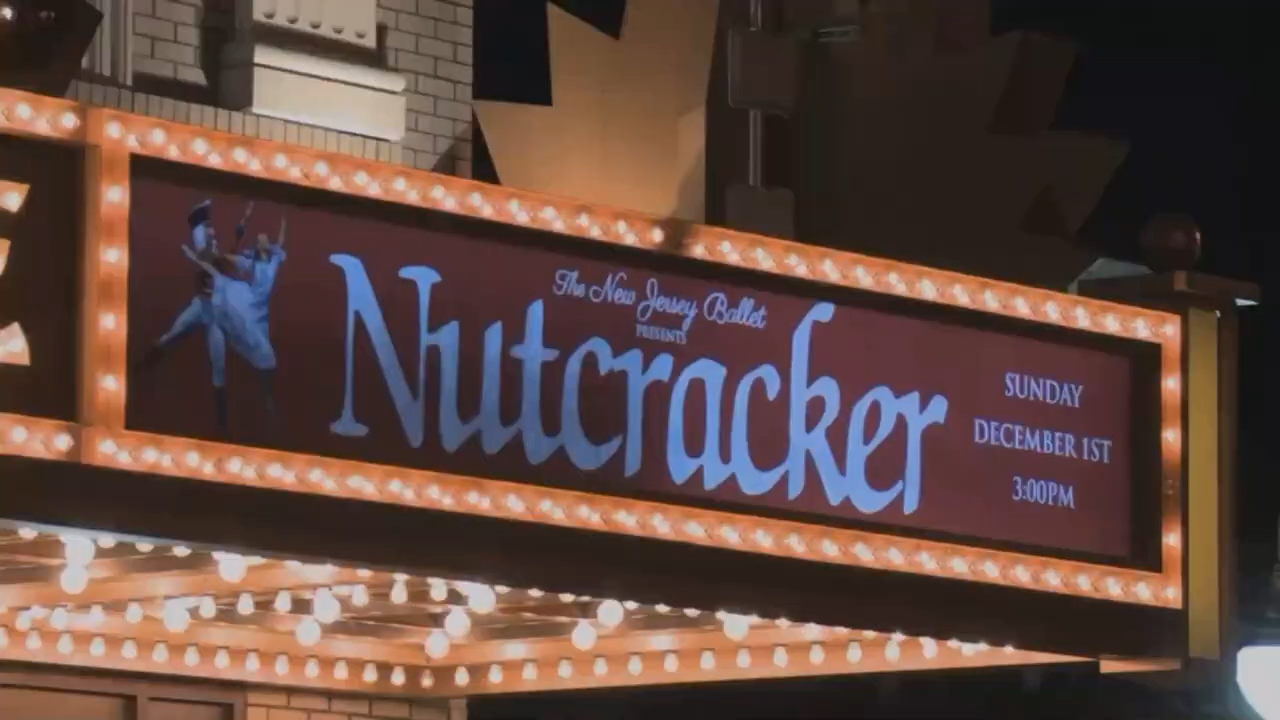 The New Jersey Ballet
PRESENTS
Nutcracker
SUNDAY
DECEMBER 1ST
3:00PM